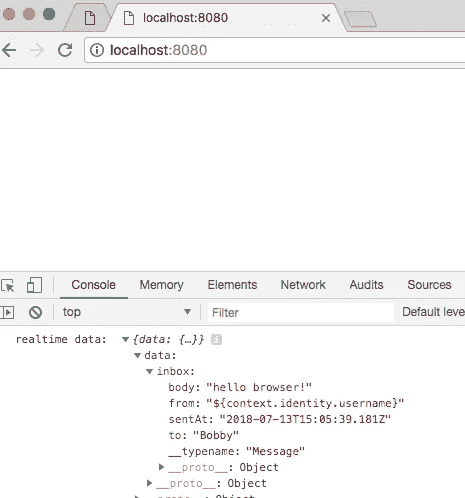 localhost:8080
localhost:8080
Console Memory Elements Network Audits Sources
top Filter Default leve
realtime data: ▼{data: {…}} i
▼data:
▼inbox:
body: "hello browser!"
from: "${context.identity.username}"
sentAt: "2018-07-13T15:05:39.181Z"
to: "Bobby"
__typename: "Message"
▶__proto__: Object
▶__proto__: Object
▶__proto__: Object